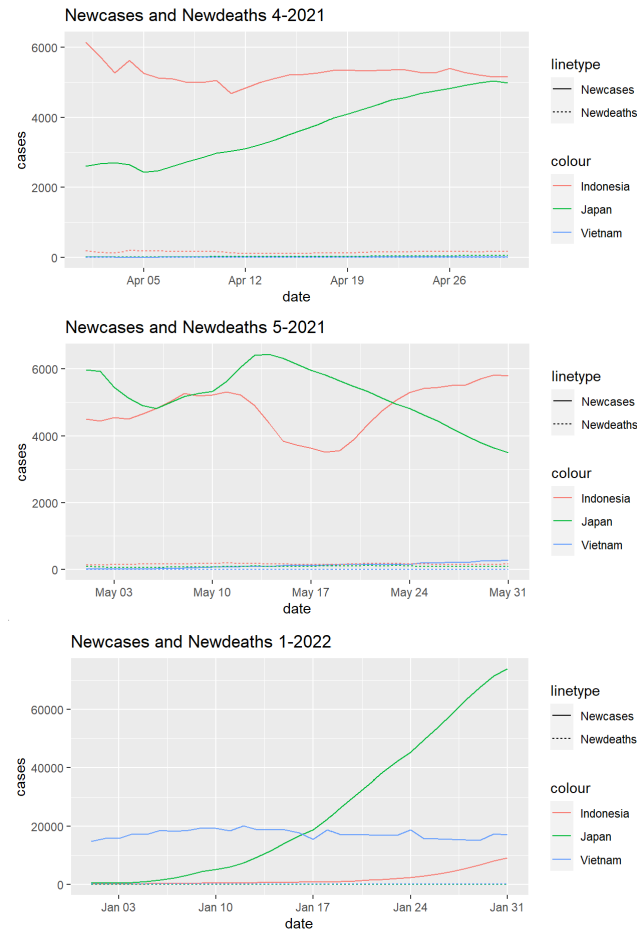 Newcases and Newdeaths 4-2021
6000
4000
2000
0
cases
Apr 05 Apr 12 Apr 19 Apr 26
date
linetype
Newcases
Newdeaths
colour
Indonesia
Japan
Vietnam
Newcases and Newdeaths 5-2021
6000
4000
2000
0
cases
May 03 May 10 May 17 May 24 May 31
date
linetype
Newcases
Newdeaths
colour
Indonesia
Japan
Vietnam
Newcases and Newdeaths 1-2022
60000
40000
20000
0
cases
Jan 03 Jan 10 Jan 17 Jan 24 Jan 31
date
linetype
Newcases
Newdeaths
colour
Indonesia
Japan
Vietnam